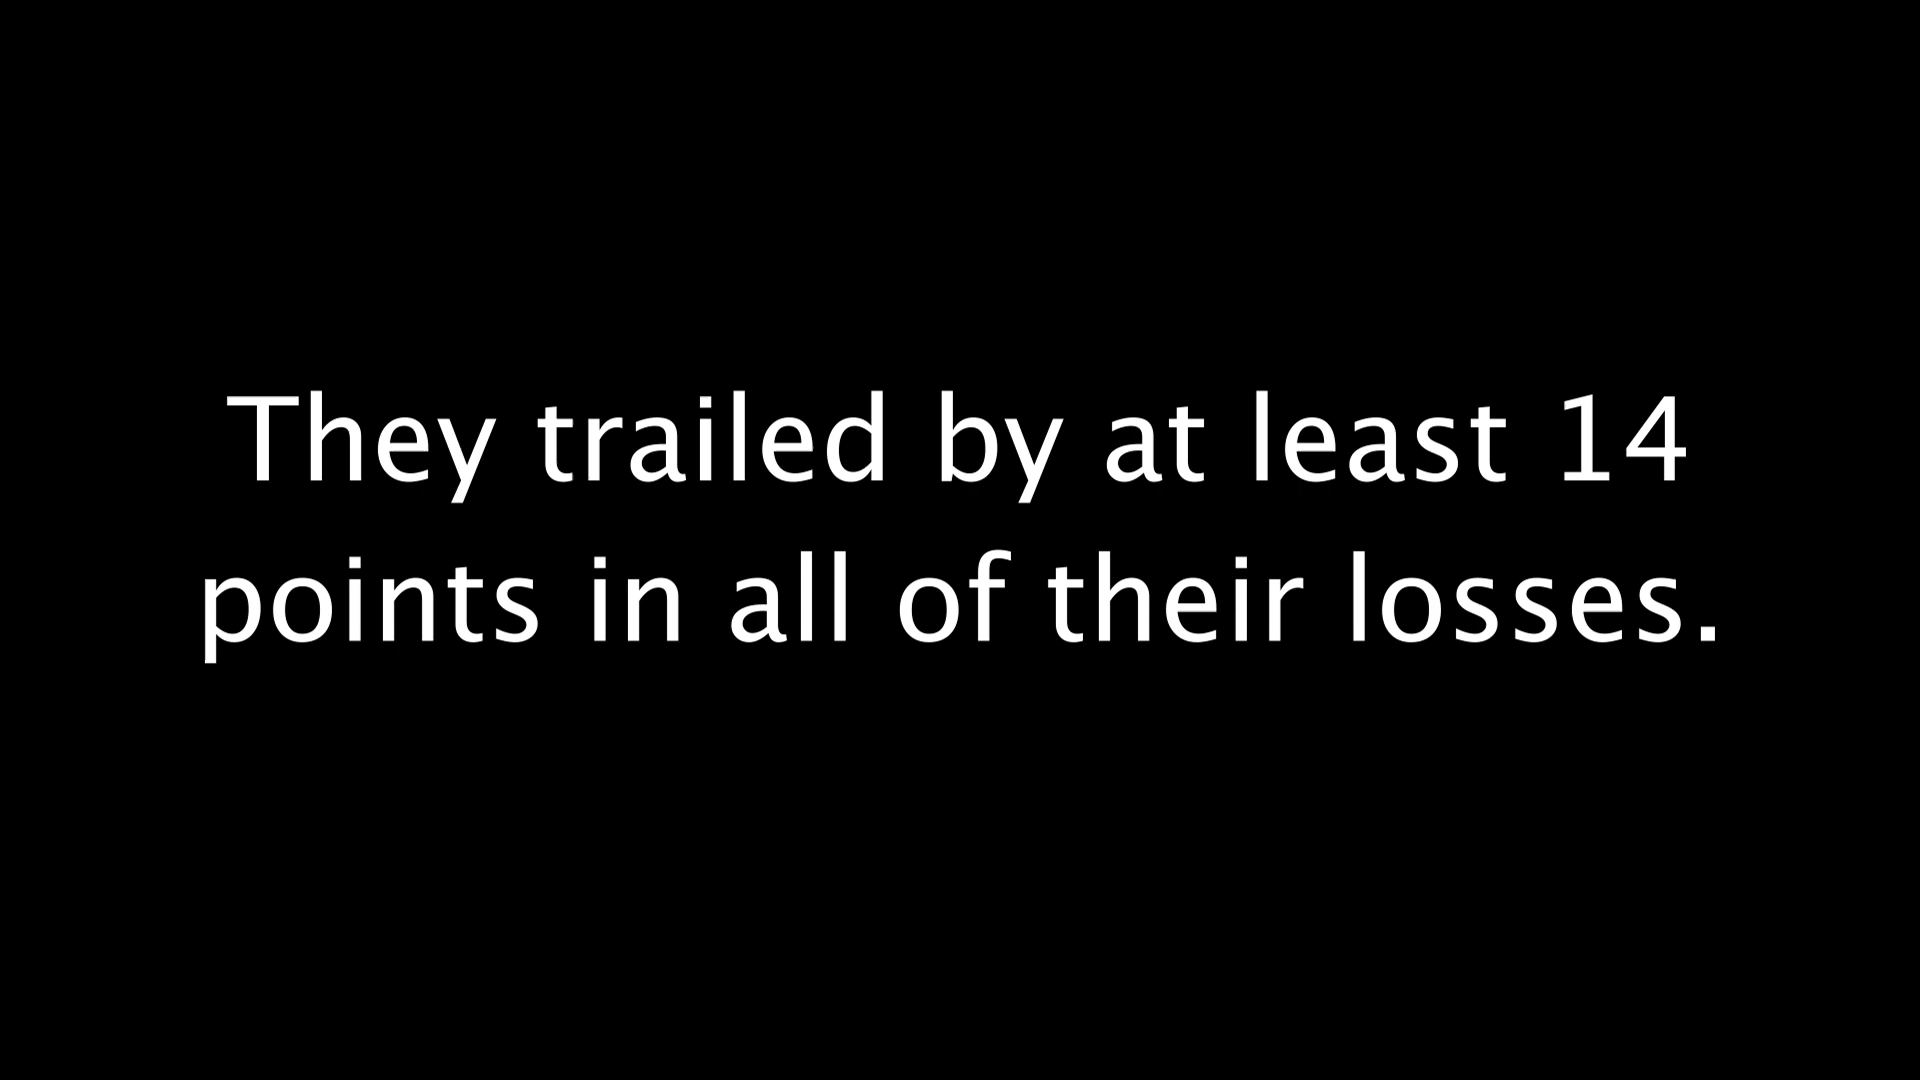 They trailed by at least 14
points in all of their losses.